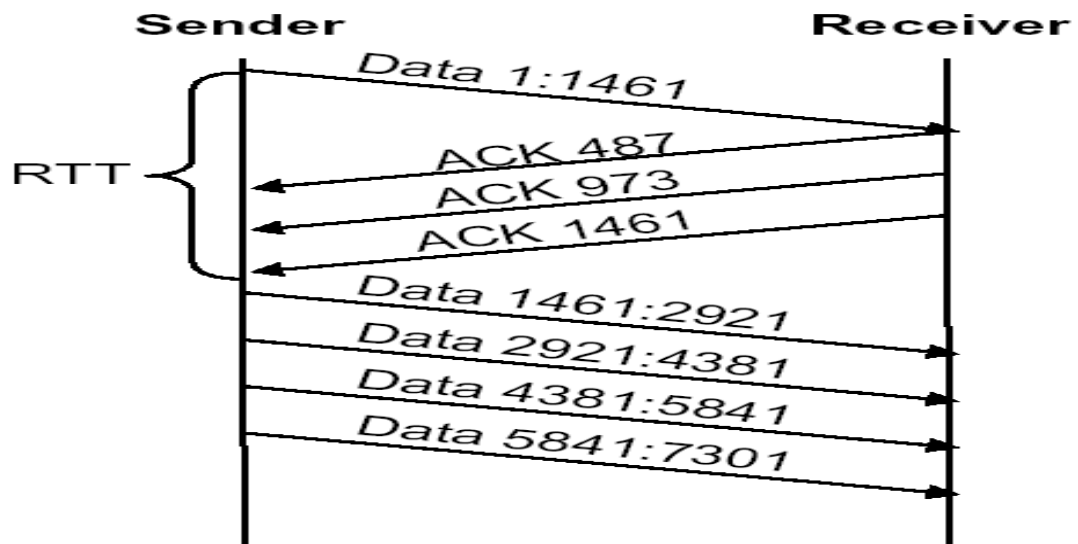 Sender
Receiver
Data 1:1461
ACK 487
RTT
ACK 973
ACK 1461
Data 1461:2921
Data 2921:4381
Data 4381:5841
Data 5841:7301